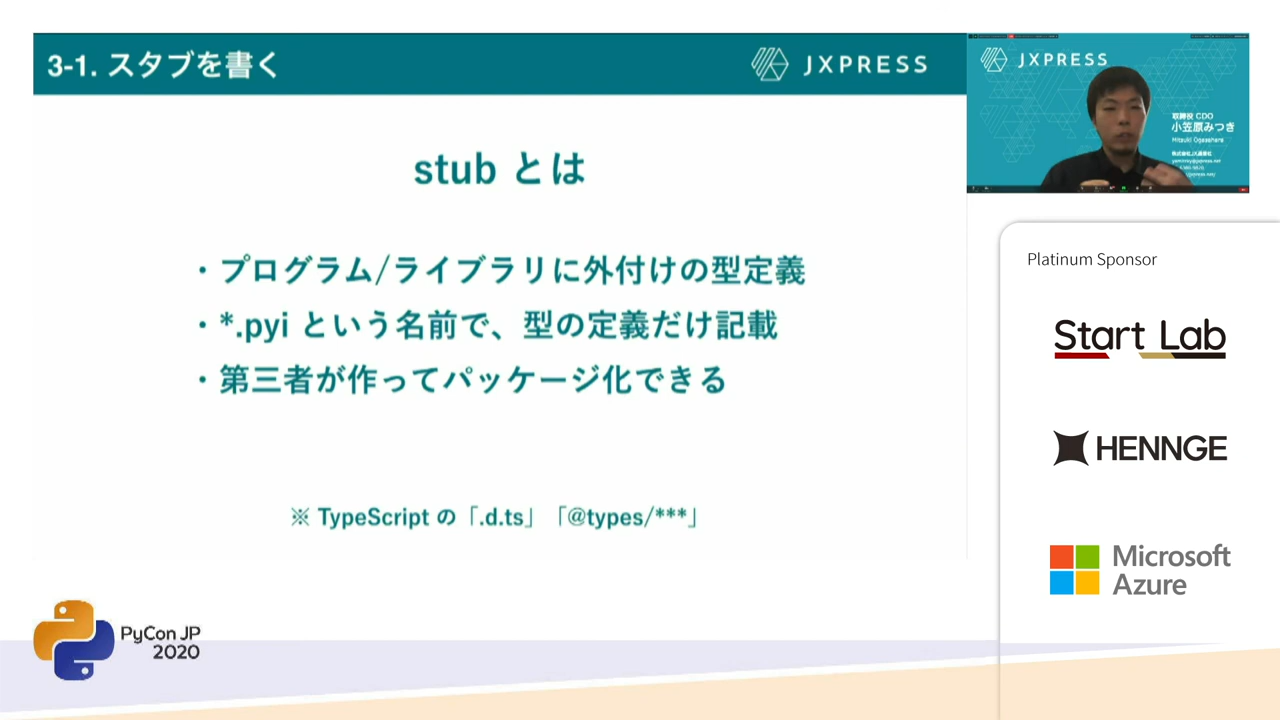 3-1. スタブを書く
JXPRESS
stub とは
・プログラム/ライブラリに外付けの型定義
・*.pyi という名前で、型の定義だけ記載
・第三者が作ってパッケージ化できる
※ TypeScript の「.d.ts」「@types/***」
JXPRESS
取締役 CDO
小笠原みつき
Mitsuki Ogasahara
株式会社JX通信社
Platinum Sponsor
Start Lab
HENNGE
Microsoft
Azure
PyCon JP
2020